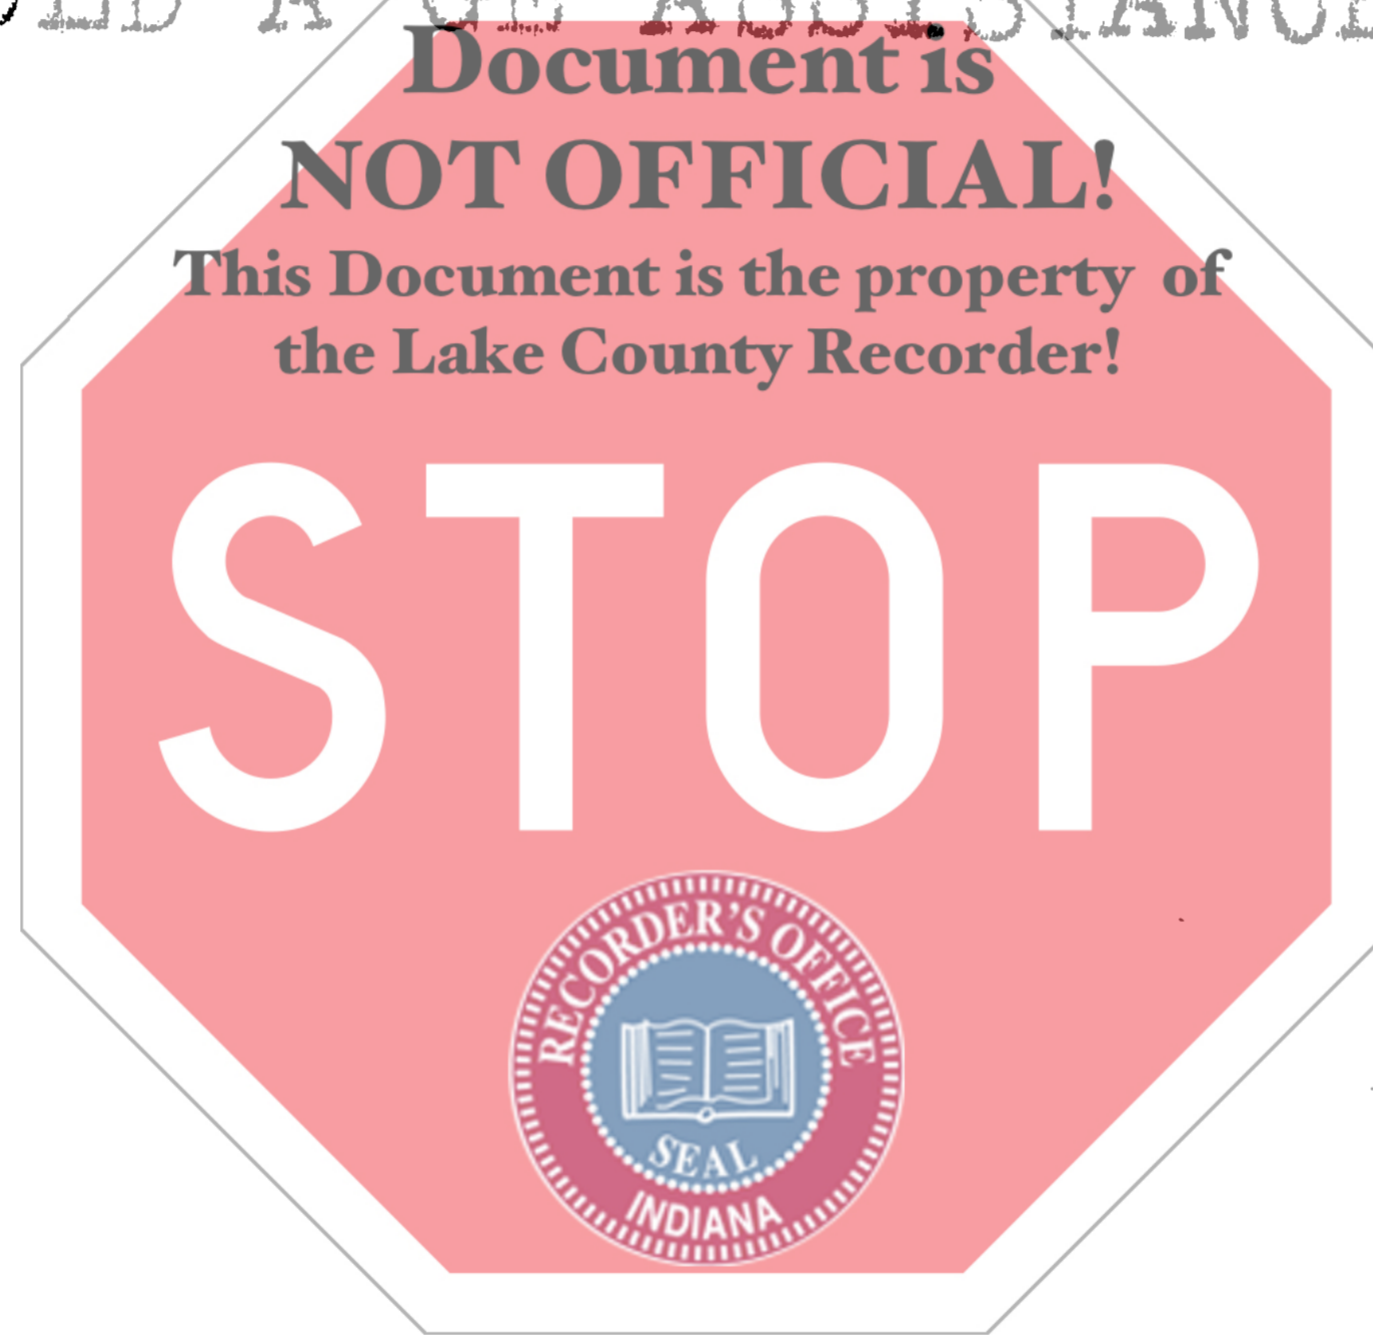 Document is
NOT OFFICIAL!
This Document is the property of
the Lake County Recorder!
STOP
RECORDER'S OFFICE
SEAL
INDIANA